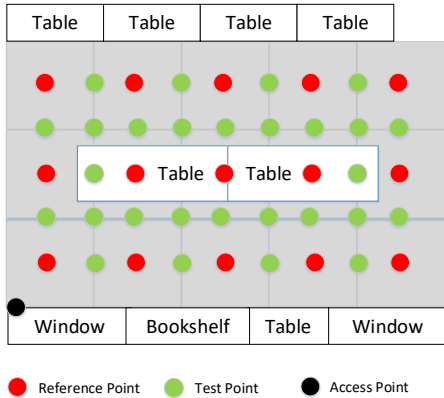 Table Table Table Table
Table Table
Window Bookshelf Table Window
Reference Point Test Point Access Point